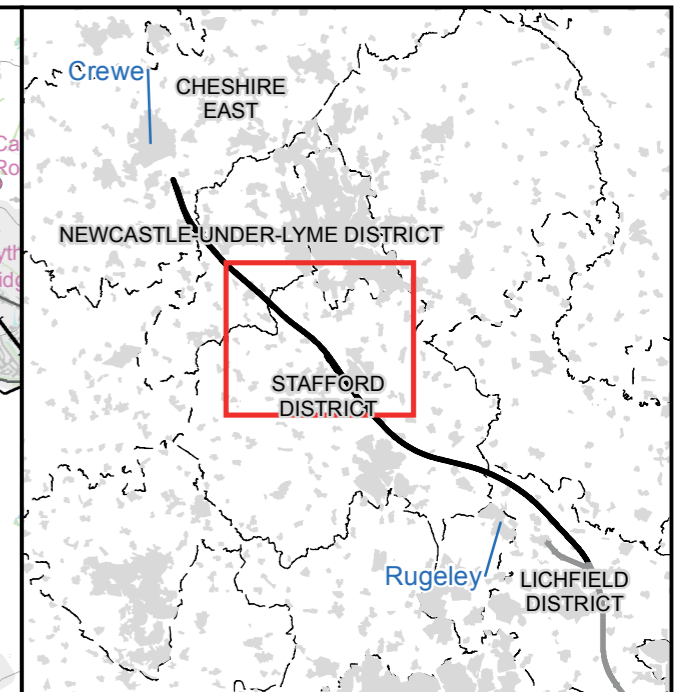 Crewe
CHESHIRE
EAST
NEWCASTLE-UNDER-LYME DISTRICT
STAFFORD
DISTRICT
Rugeley
LICHFIELD
DISTRICT